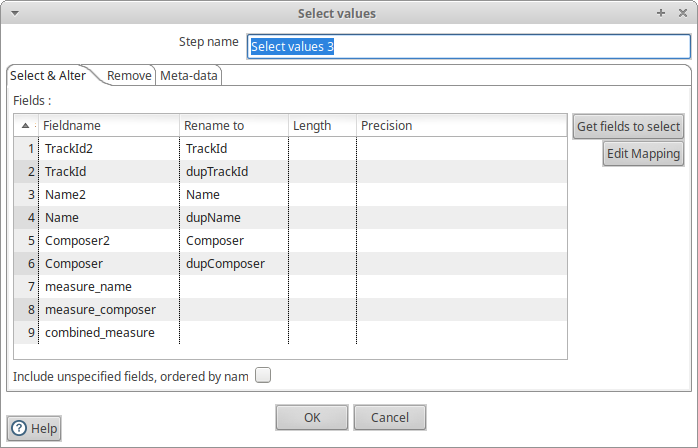 Select values
Step name Select values 3
Select & Alter Remove Meta-data
Fields :
Fieldname Rename to Length Precision
1 TrackId2 TrackId
2 TrackId dupTrackId
3 Name2 Name
4 Name dupName
5 Composer2 Composer
6 Composer dupComposer
7 measure_name
8 measure_composer
9 combined_measure
Get fields to select
Edit Mapping
Include unspecified fields, ordered by nam
OK Cancel
Help